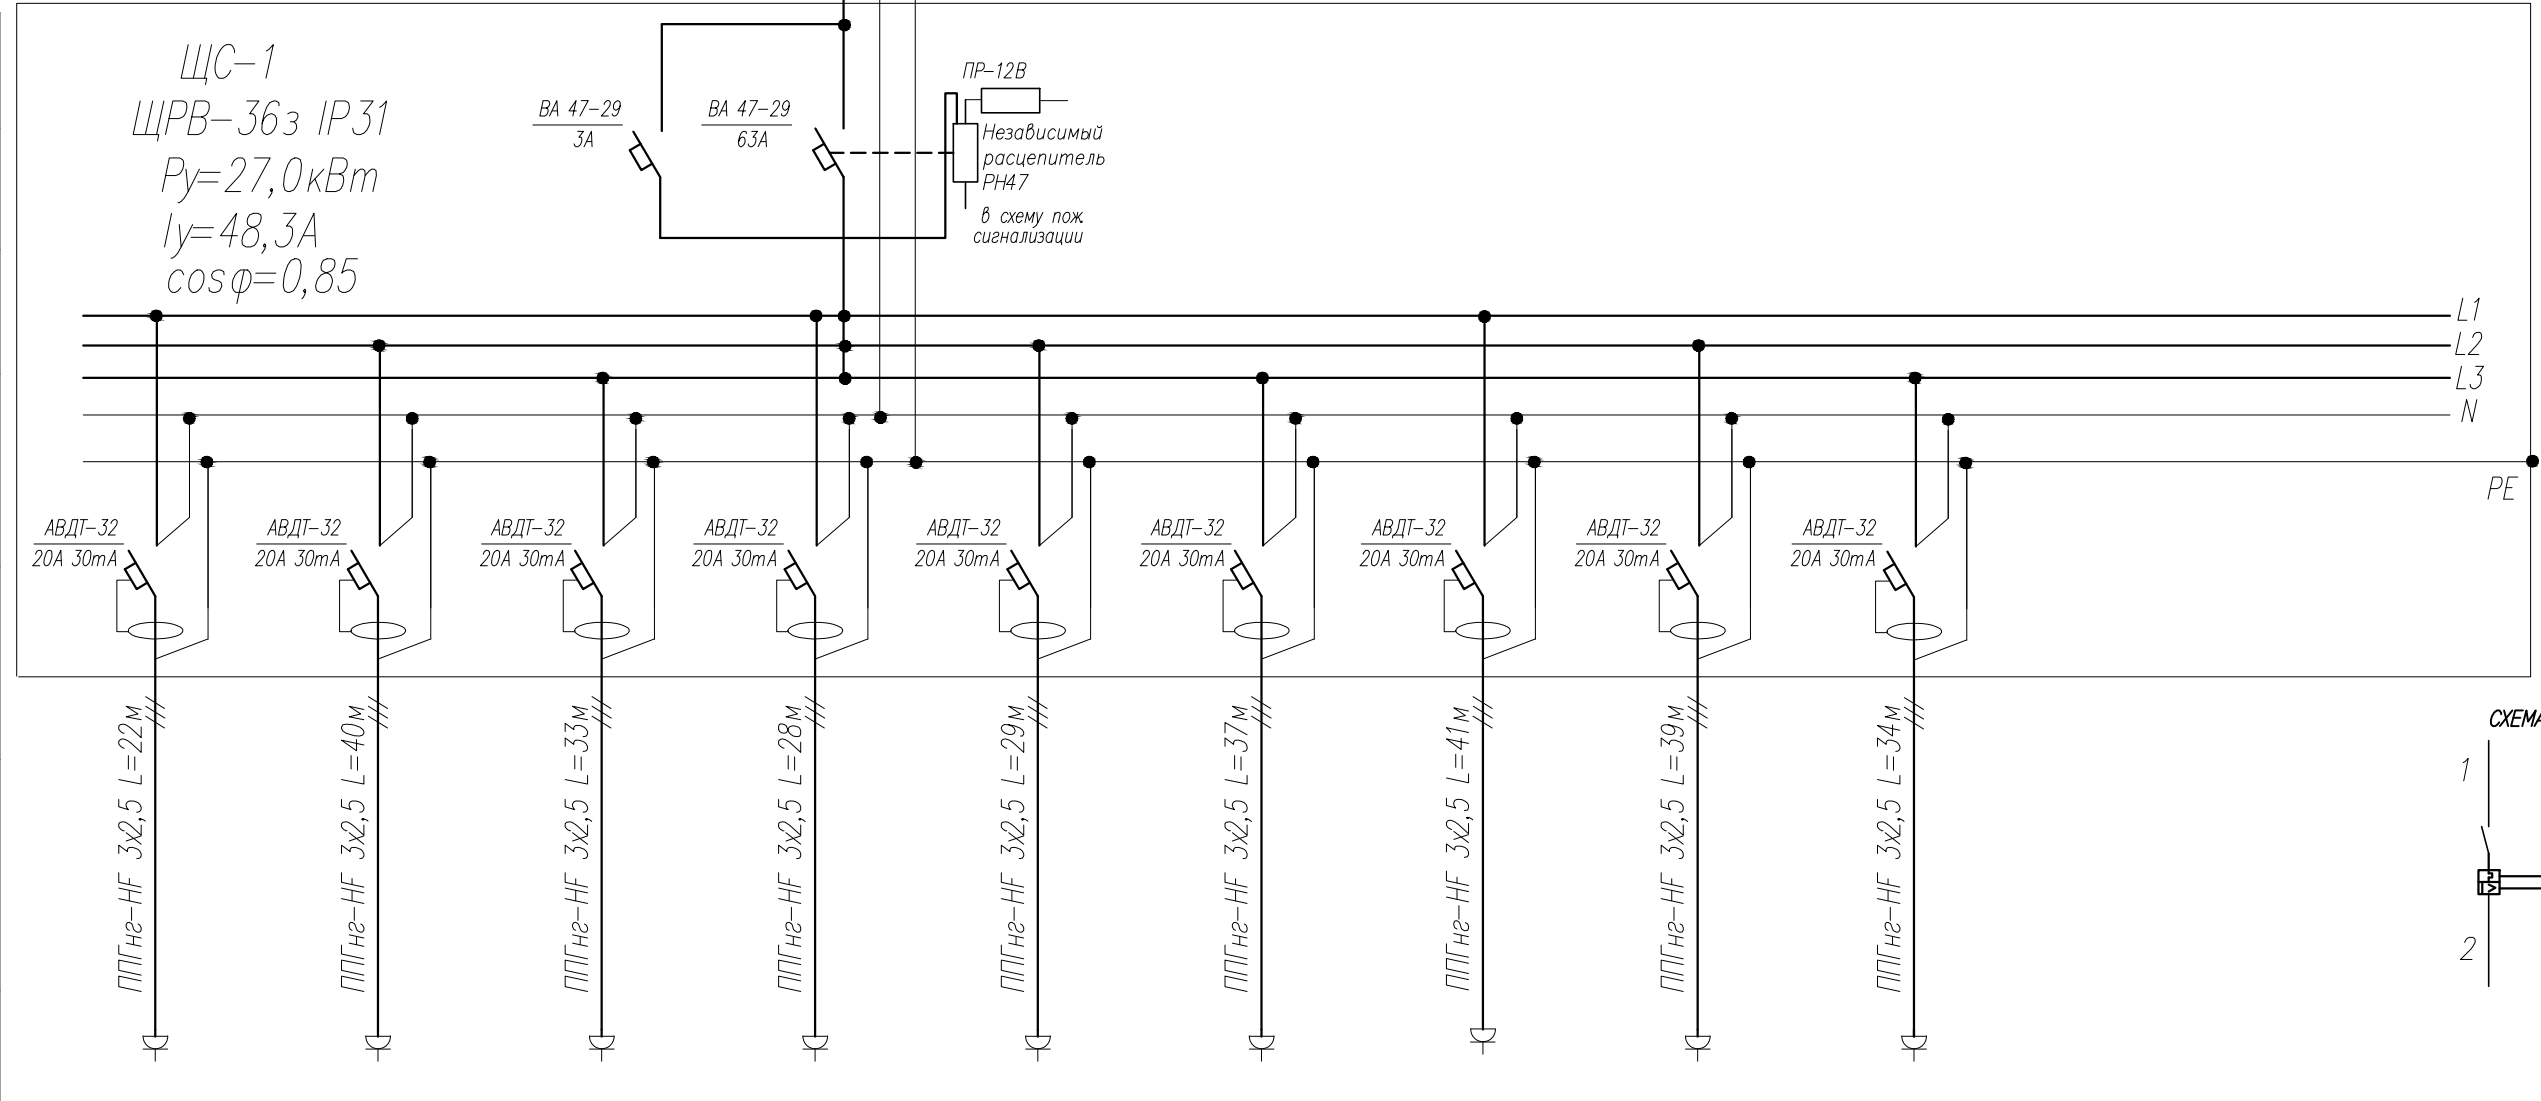 ЩС-1
ЩРВ-36з IP31
Ру=27,0кВт
Iу=48,3А
cosφ=0,85
ВА 47-29
3А
ВА 47-29
63А
ПР-12В
Независимый
расцепитель
РН47
в схему пож.
сигнализации
L1
L2
L3
N
PE
АВДТ-32
20А 30mA
АВДТ-32
20А 30mA
АВДТ-32
20А 30mA
АВДТ-32
20А 30mA
АВДТ-32
20А 30mA
АВДТ-32
20А 30mA
АВДТ-32
20А 30mA
АВДТ-32
20А 30mA
АВДТ-32
20А 30mA
ППГнг-HF 3х2,5 L=22м
ППГнг-HF 3х2,5 L=40м
ППГнг-HF 3х2,5 L=33м
ППГнг-HF 3х2,5 L=28м
ППГнг-HF 3х2,5 L=29м
ППГнг-HF 3х2,5 L=37м
ППГнг-HF 3х2,5 L=41м
ППГнг-HF 3х2,5 L=39м
ППГнг-HF 3х2,5 L=34м
СХЕМА
1
2